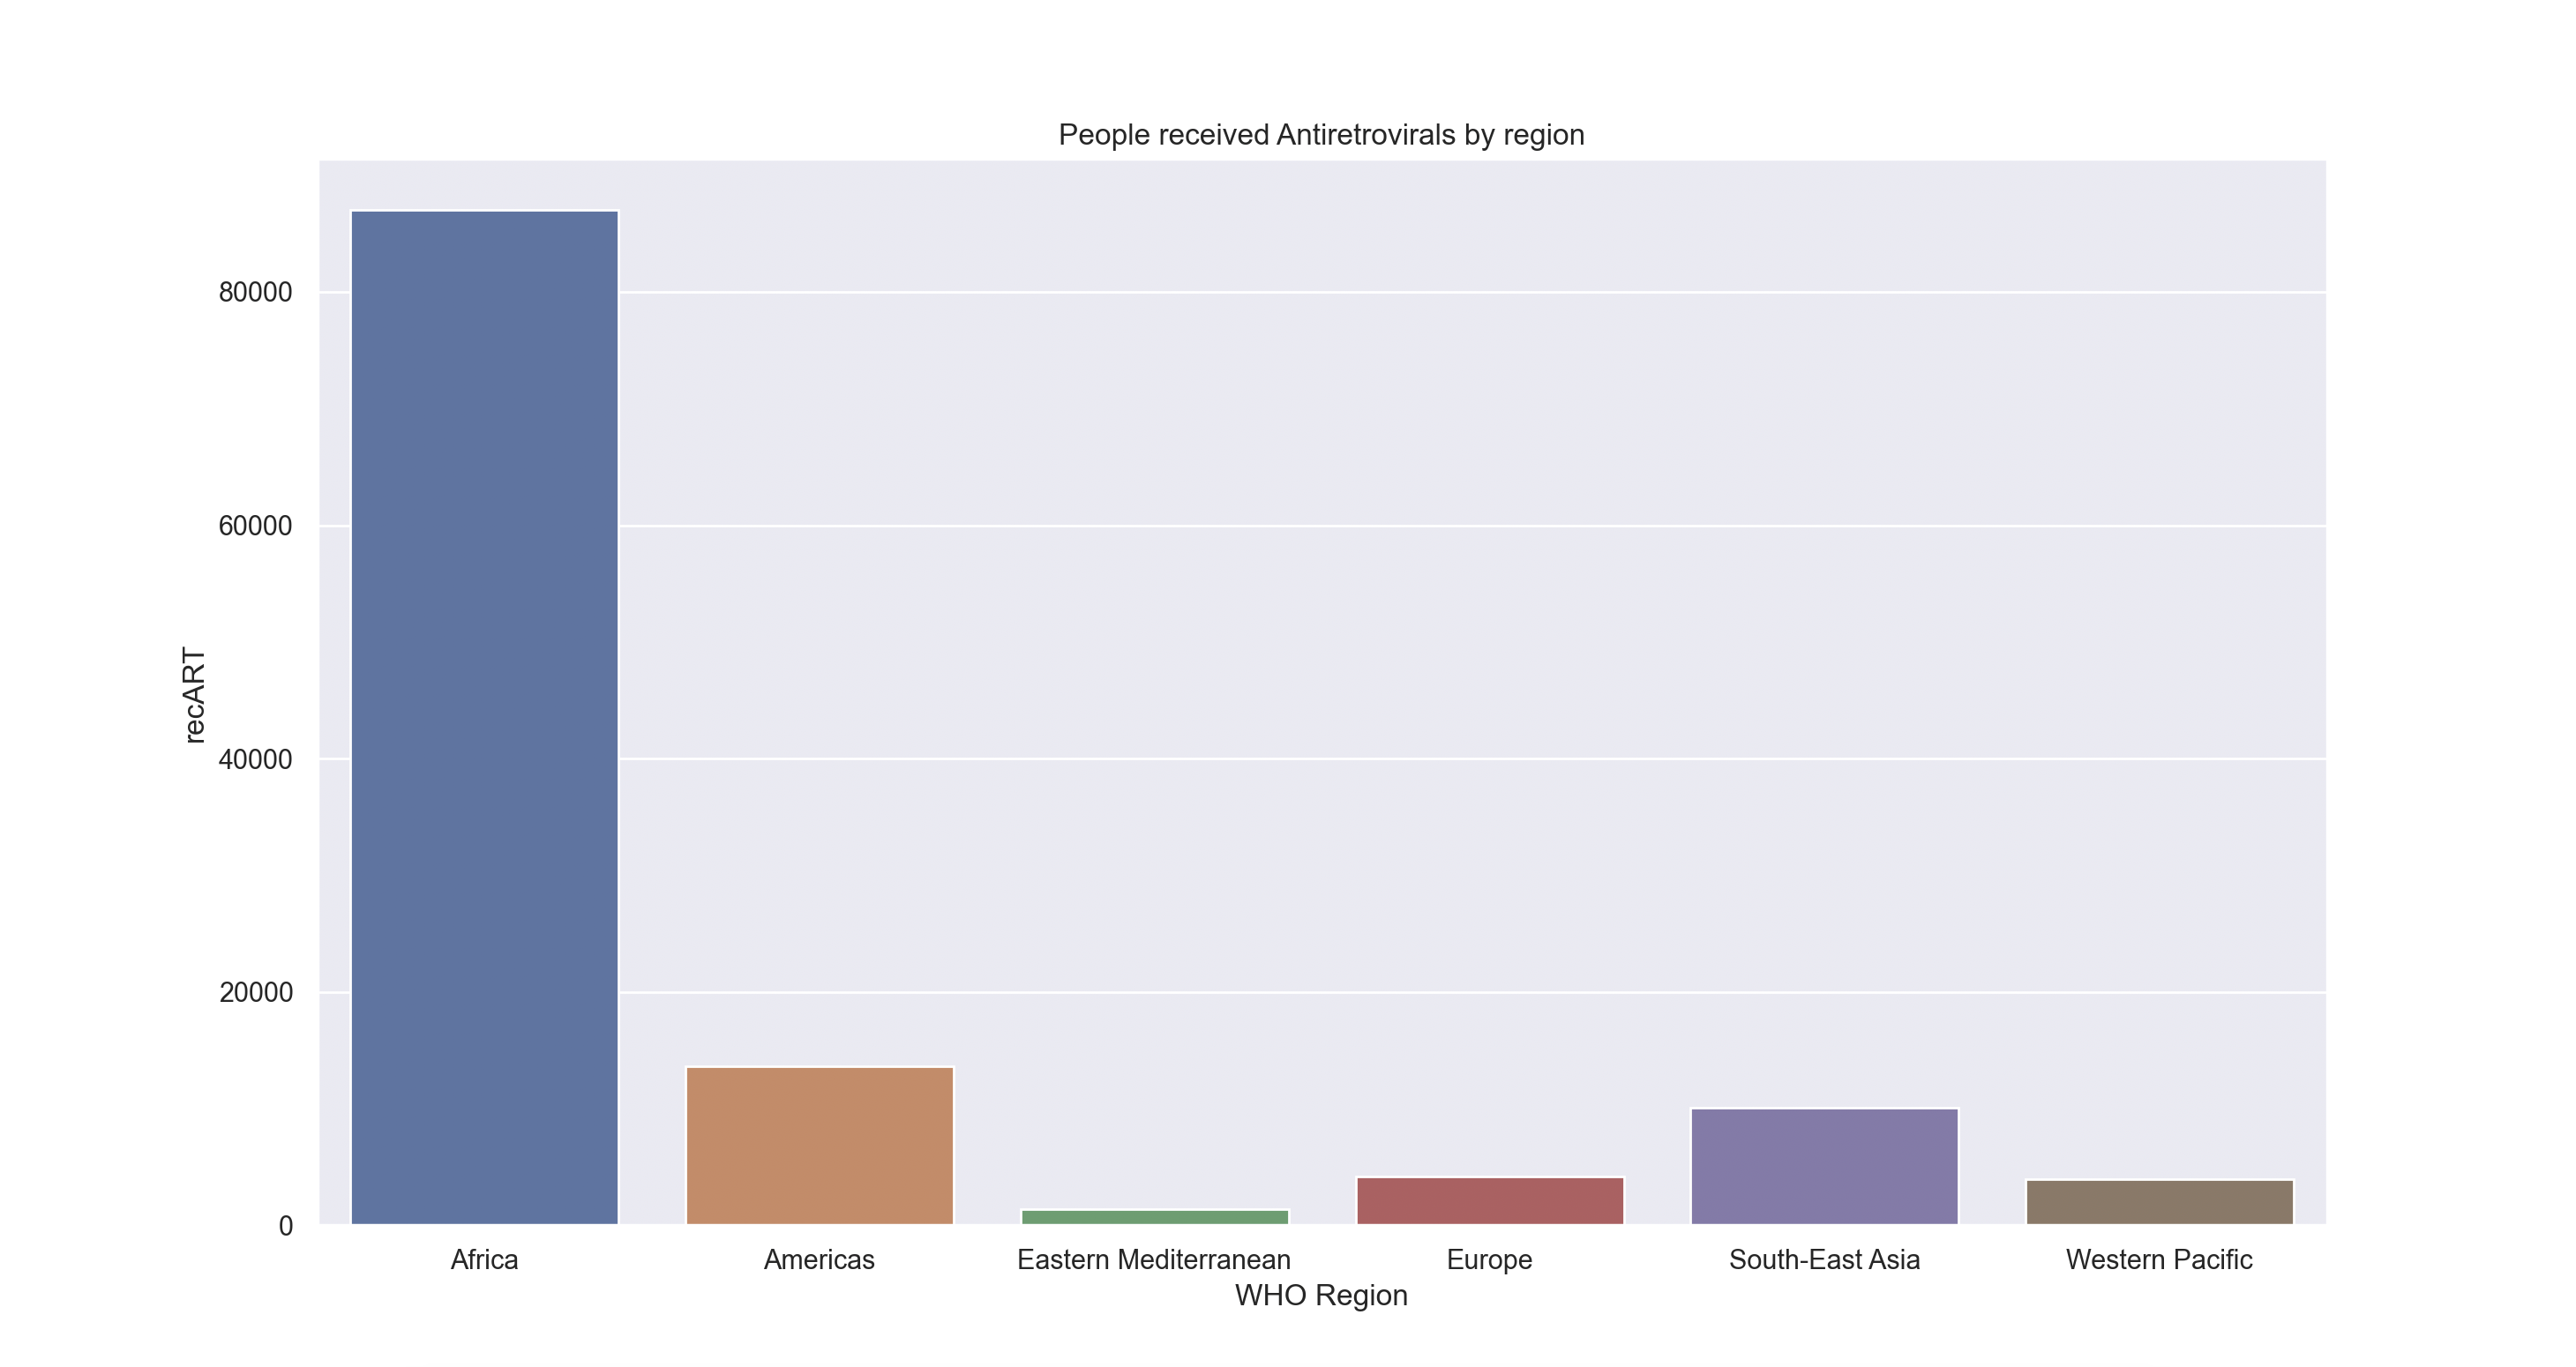 People received Antiretrovirals by region
80000
60000
40000
20000
0
recART
Africa
Americas
Eastern Mediterranean
Europe
South-East Asia
Western Pacific
WHO Region